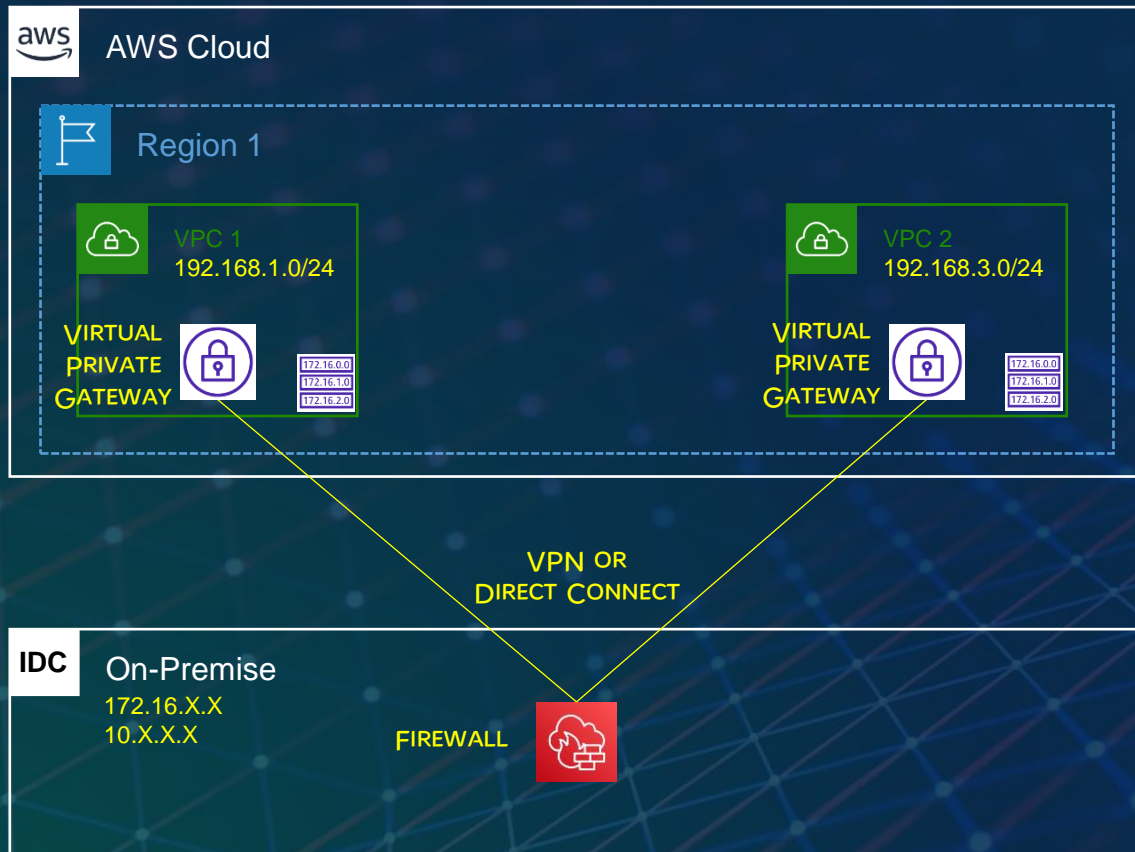 aws
AWS Cloud
Region 1
VPC 1
192.168.1.0/24
VIRTUAL
PRIVATE
GATEWAY
172.16.0.0
172.16.1.0
172.16.2.0
VPC 2
192.168.3.0/24
VIRTUAL
PRIVATE
GATEWAY
172.16.0.0
172.16.1.0
172.16.2.0
VPN OR
DIRECT CONNECT
IDC
On-Premise
172.16.X.X
10.X.X.X
FIREWALL